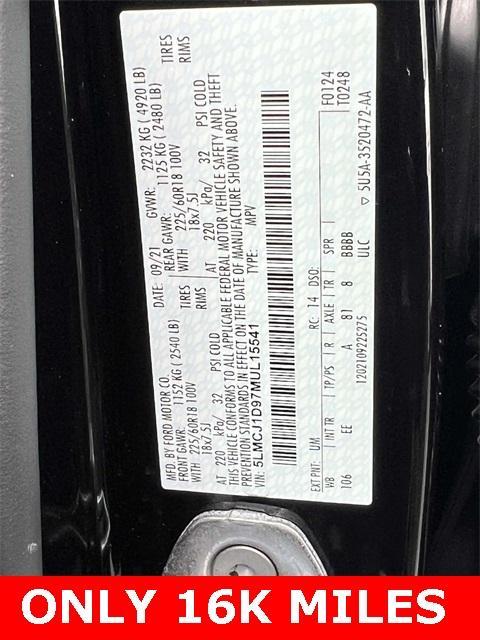 MFD. BY FORD MOTOR CO.
DATE: 09/21
GVWR: 2232 KG ( 4920 LB)
FRONT GAWR: 1152 KG ( 2540 LB)
REAR GAWR: 1125 KG ( 2480 LB)
WITH 225/60R18 100V TIRES
WITH 225/60R18 100V TIRES
18x7.5J RIMS
18x7.5J RIMS
AT 220 kPa/ 32 PSI COLD
AT 220 kPa/ 32 PSI COLD
THIS VEHICLE CONFORMS TO ALL APPLICABLE FEDERAL MOTOR VEHICLE SAFETY AND THEFT
PREVENTION STANDARDS IN EFFECT ON THE DATE OF MANUFACTURE SHOWN ABOVE.
VIN: 5LMCJ1D97MUL15541
TYPE: MPV
EXT PNT: UM RC: 14 DSO: F0124
WB INT TR TP/PS R AXLE TR SPR T0248
106 EE A 81 8 BBBB
ULC
1202109225275
▽ 5U5A-3520472-AA
ONLY 16K MILES